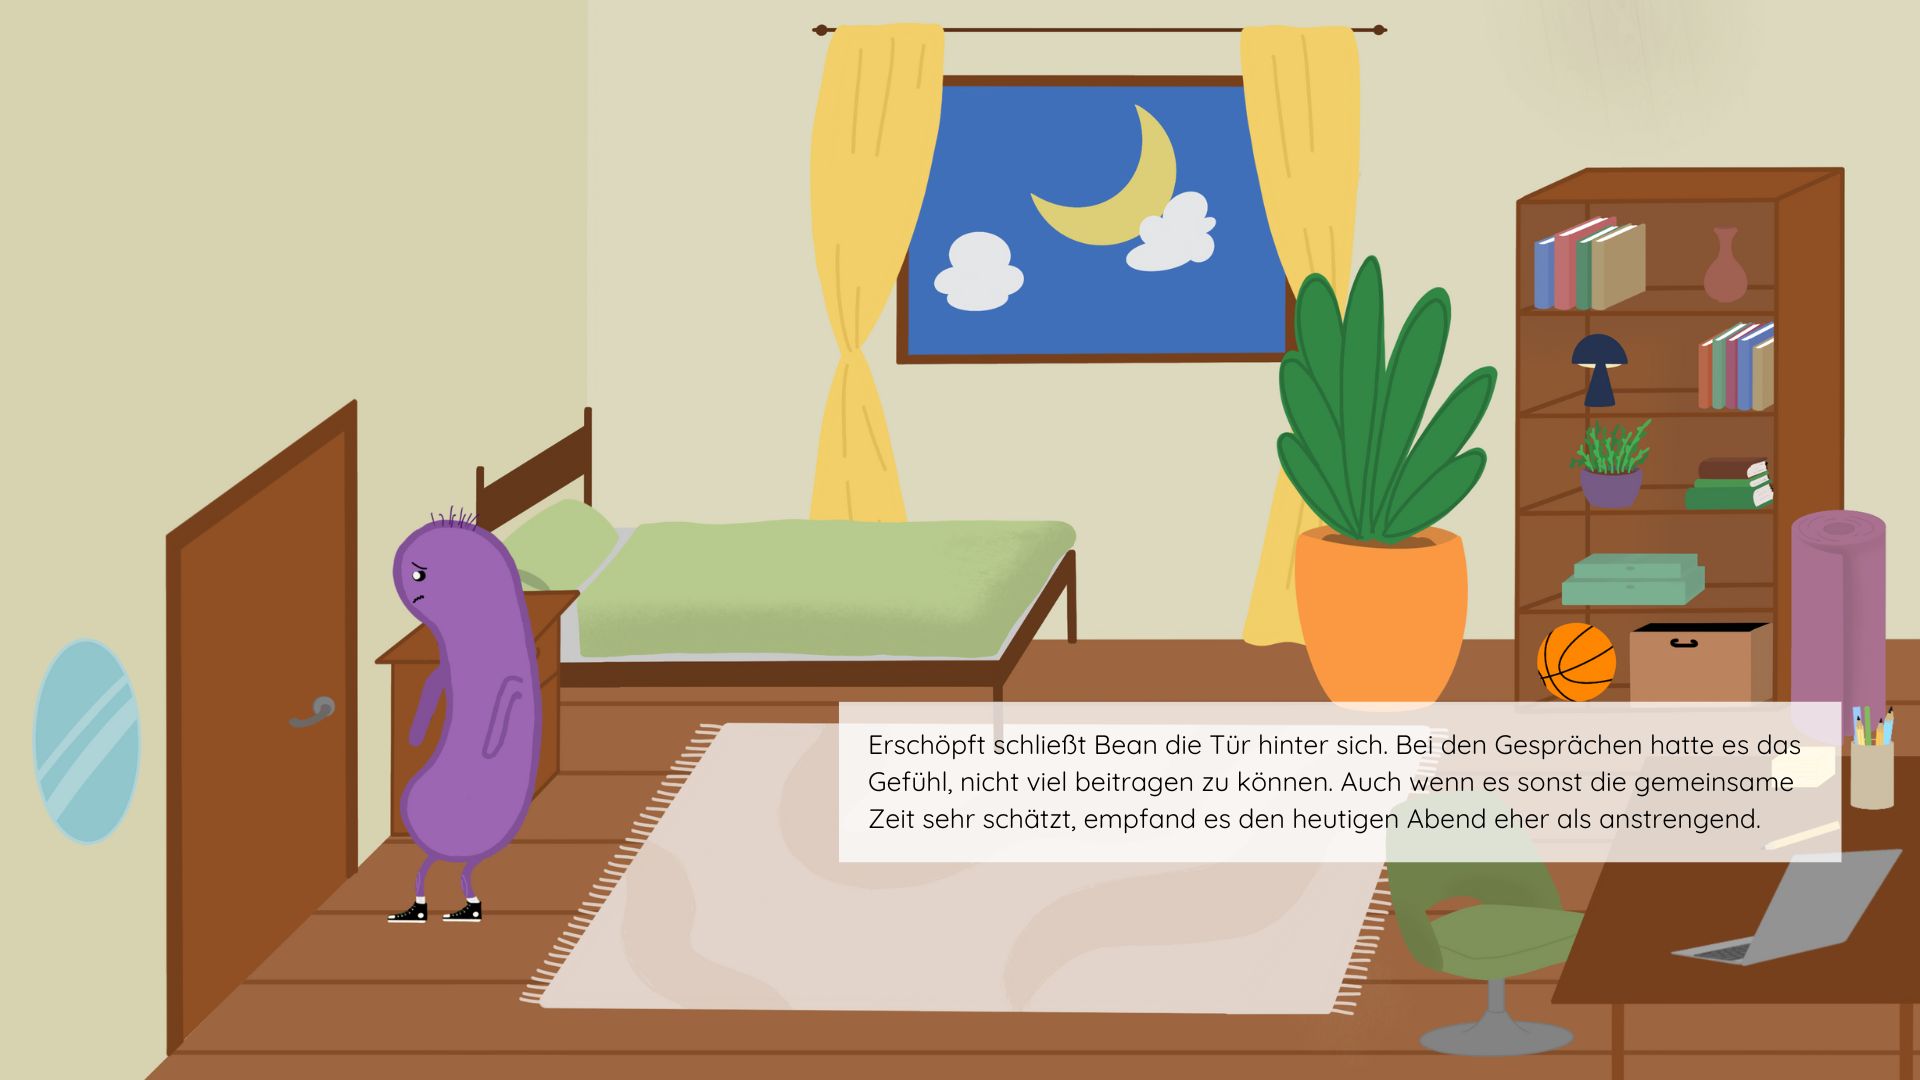 Erschöpft schließt Bean die Tür hinter sich. Bei den Gesprächen hatte es das
Gefühl, nicht viel beitragen zu können. Auch wenn es sonst die gemeinsame
Zeit sehr schätzt, empfand es den heutigen Abend eher als anstrengend.